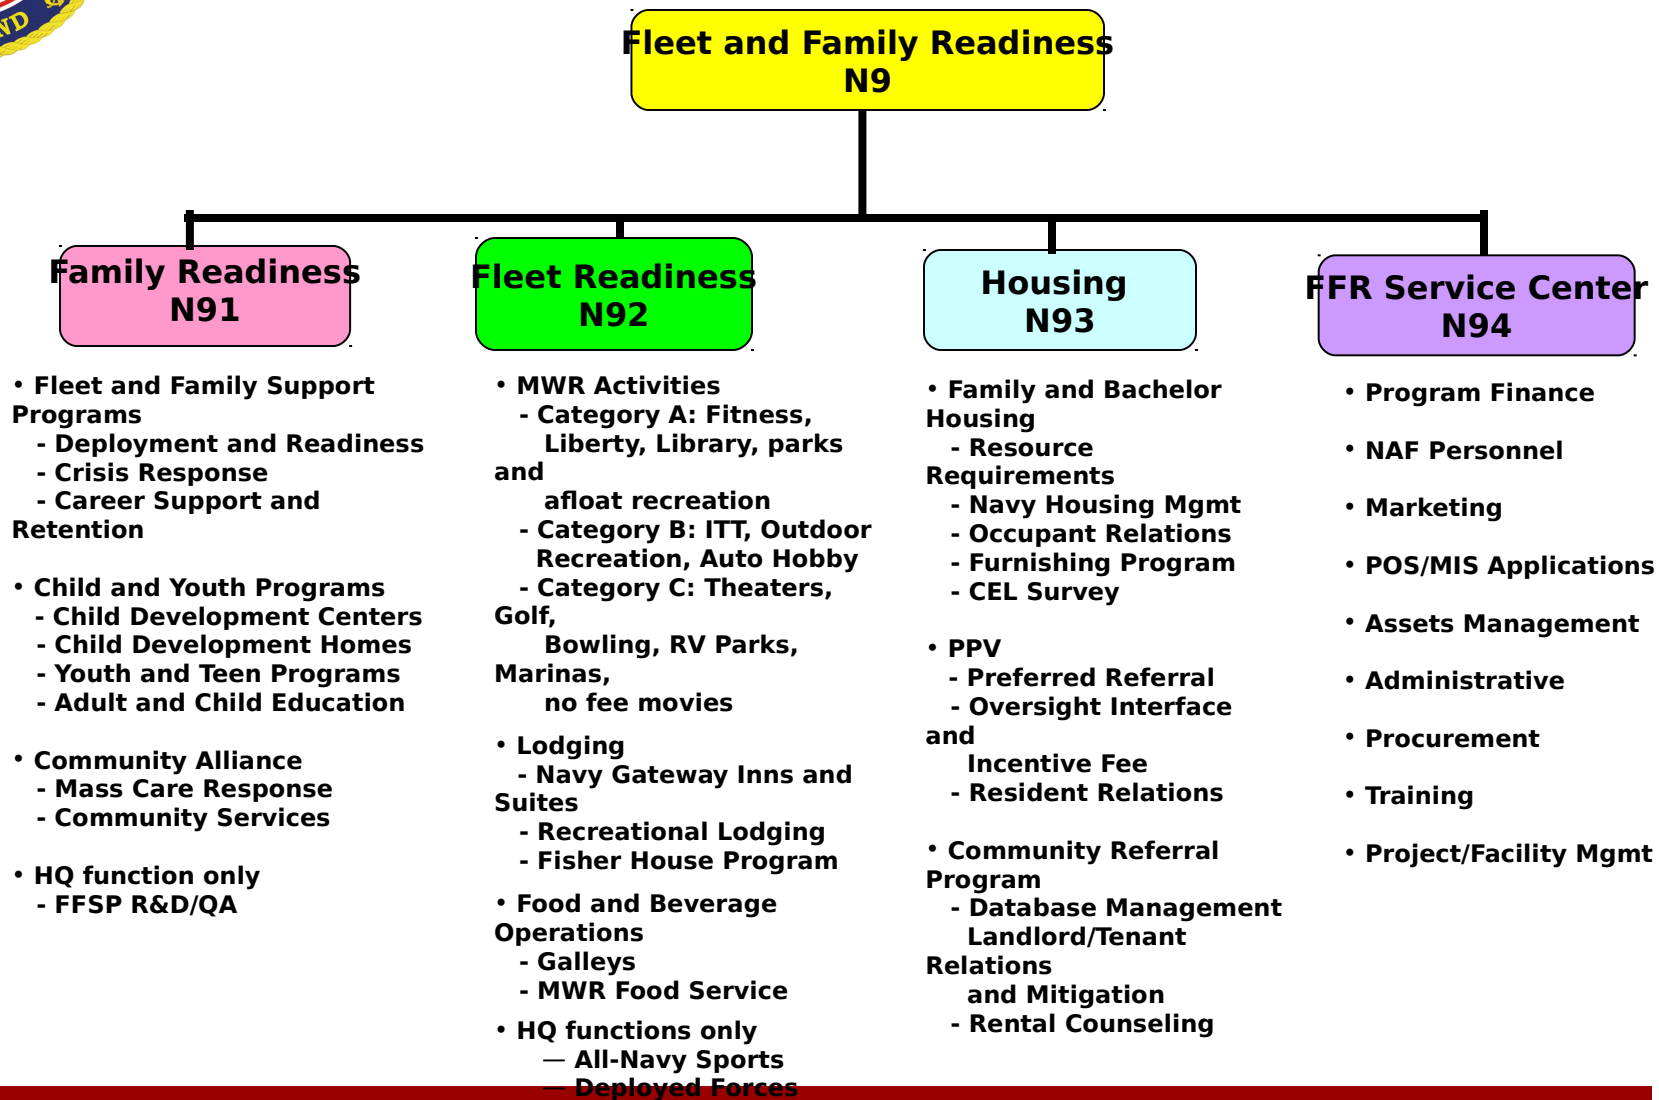 ND
Fleet and Family Readiness
N9
Family Readiness
N91
Fleet Readiness
N92
Housing
N93
FFR Service Center
N94
• Fleet and Family Support
Programs
- Deployment and Readiness
- Crisis Response
- Career Support and
Retention
• Child and Youth Programs
- Child Development Centers
- Child Development Homes
- Youth and Teen Programs
- Adult and Child Education
• Community Alliance
- Mass Care Response
- Community Services
• HQ function only
- FFSP R&D/QA
• MWR Activities
- Category A: Fitness,
Liberty, Library, parks
and
afloat recreation
- Category B: ITT, Outdoor
Recreation, Auto Hobby
- Category C: Theaters,
Golf,
Bowling, RV Parks,
Marinas,
no fee movies
• Lodging
- Navy Gateway Inns and
Suites
- Recreational Lodging
- Fisher House Program
• Food and Beverage
Operations
- Galleys
- MWR Food Service
• HQ functions only
— All-Navy Sports
— Deployed Forces
• Family and Bachelor
Housing
- Resource
Requirements
- Navy Housing Mgmt
- Occupant Relations
- Furnishing Program
- CEL Survey
• PPV
- Preferred Referral
- Oversight Interface
and
Incentive Fee
- Resident Relations
• Community Referral
Program
- Database Management
Landlord/Tenant
Relations
and Mitigation
- Rental Counseling
• Program Finance
• NAF Personnel
• Marketing
• POS/MIS Applications
• Assets Management
• Administrative
• Procurement
• Training
• Project/Facility Mgmt